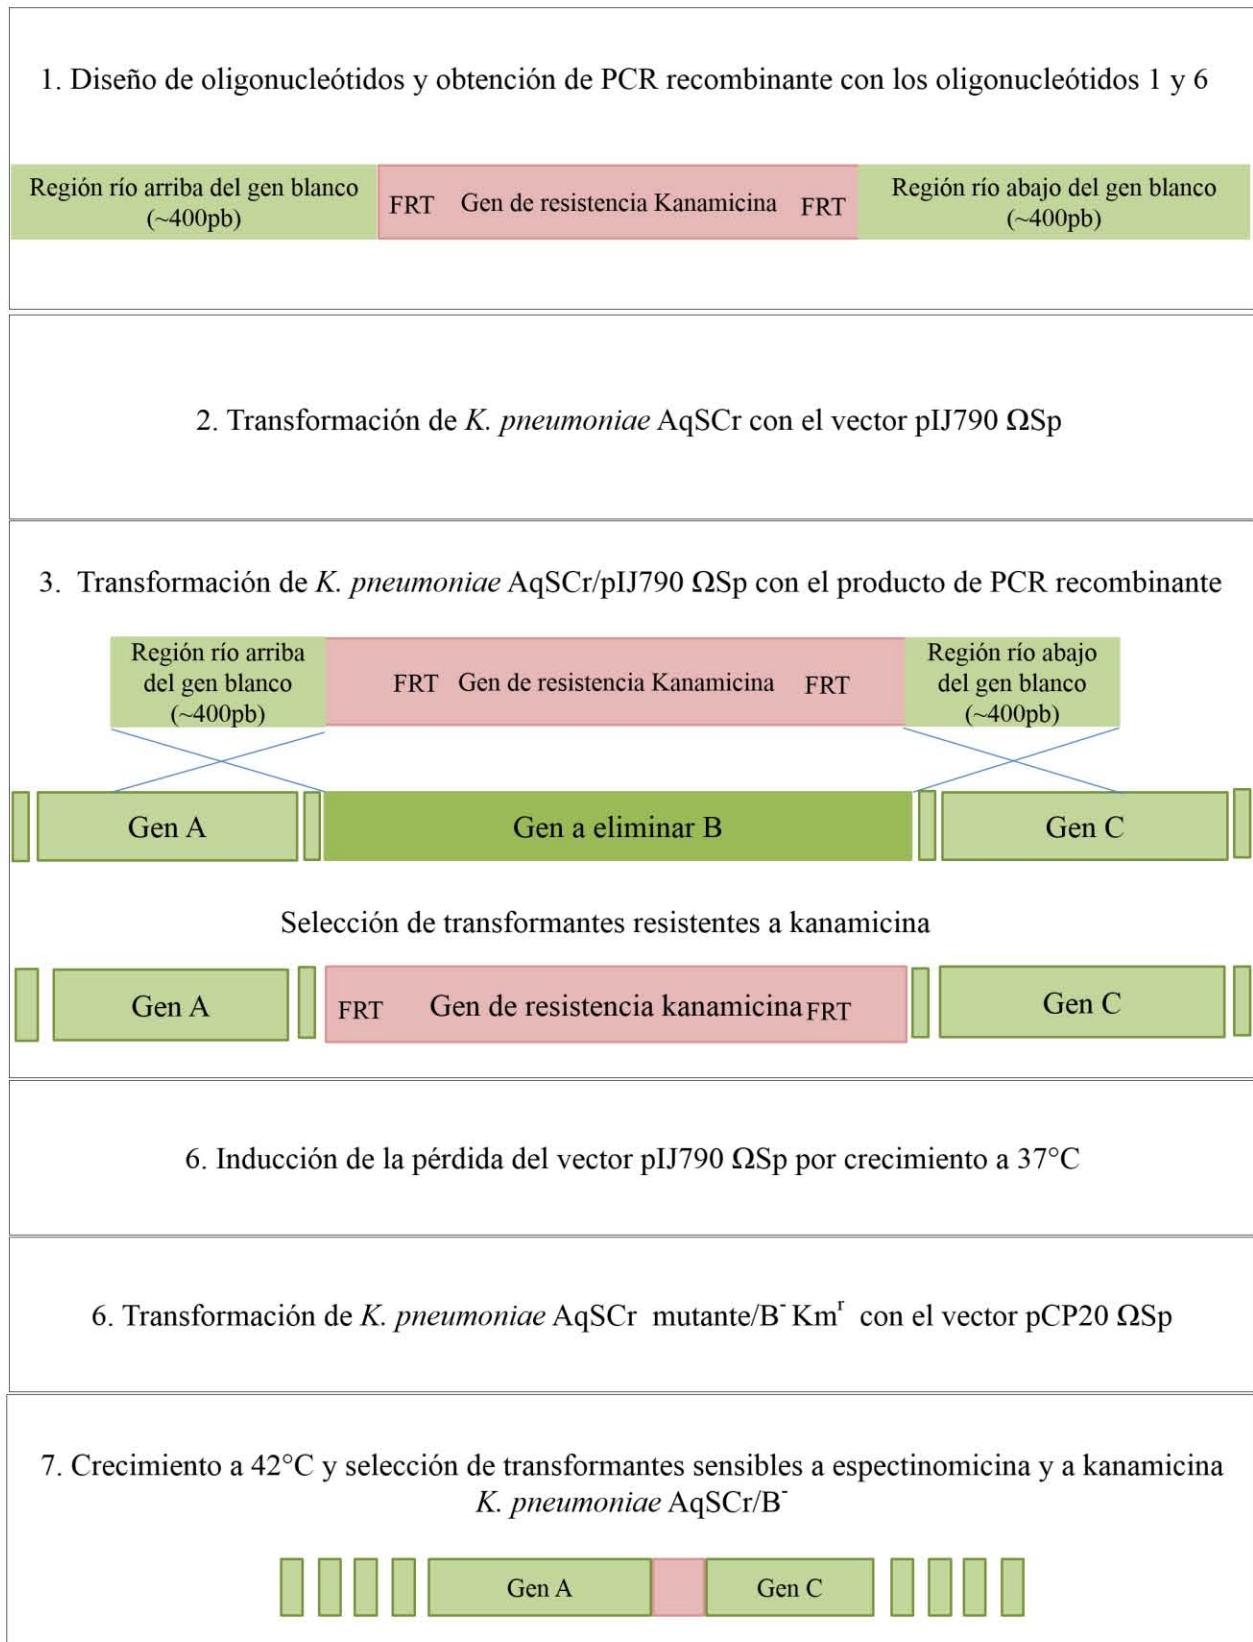 1. Diseño de oligonucleótidos y obtención de PCR recombinante con los oligonucleótidos 1 y 6
Región río arriba del gen blanco
(~400pb)
FRT Gen de resistencia Kanamicina FRT
Región río abajo del gen blanco
(~400pb)
2. Transformación de K. pneumoniae AqSCr con el vector pIJ790 ΩSp
3. Transformación de K. pneumoniae AqSCr/pIJ790 ΩSp con el producto de PCR recombinante
Región río arriba
del gen blanco
(~400pb)
FRT Gen de resistencia Kanamicina FRT
Región río abajo
del gen blanco
(~400pb)
Gen A
Gen a eliminar B
Gen C
Selección de transformantes resistentes a kanamicina
Gen A
FRT Gen de resistencia kanamicina FRT
Gen C
6. Inducción de la pérdida del vector pIJ790 ΩSp por crecimiento a 37°C
6. Transformación de K. pneumoniae AqSCr mutante/B⁻ Kmʳ con el vector pCP20 ΩSp
7. Crecimiento a 42°C y selección de transformantes sensibles a espectinomicina y a kanamicina
K. pneumoniae AqSCr/B⁻
Gen A
Gen C